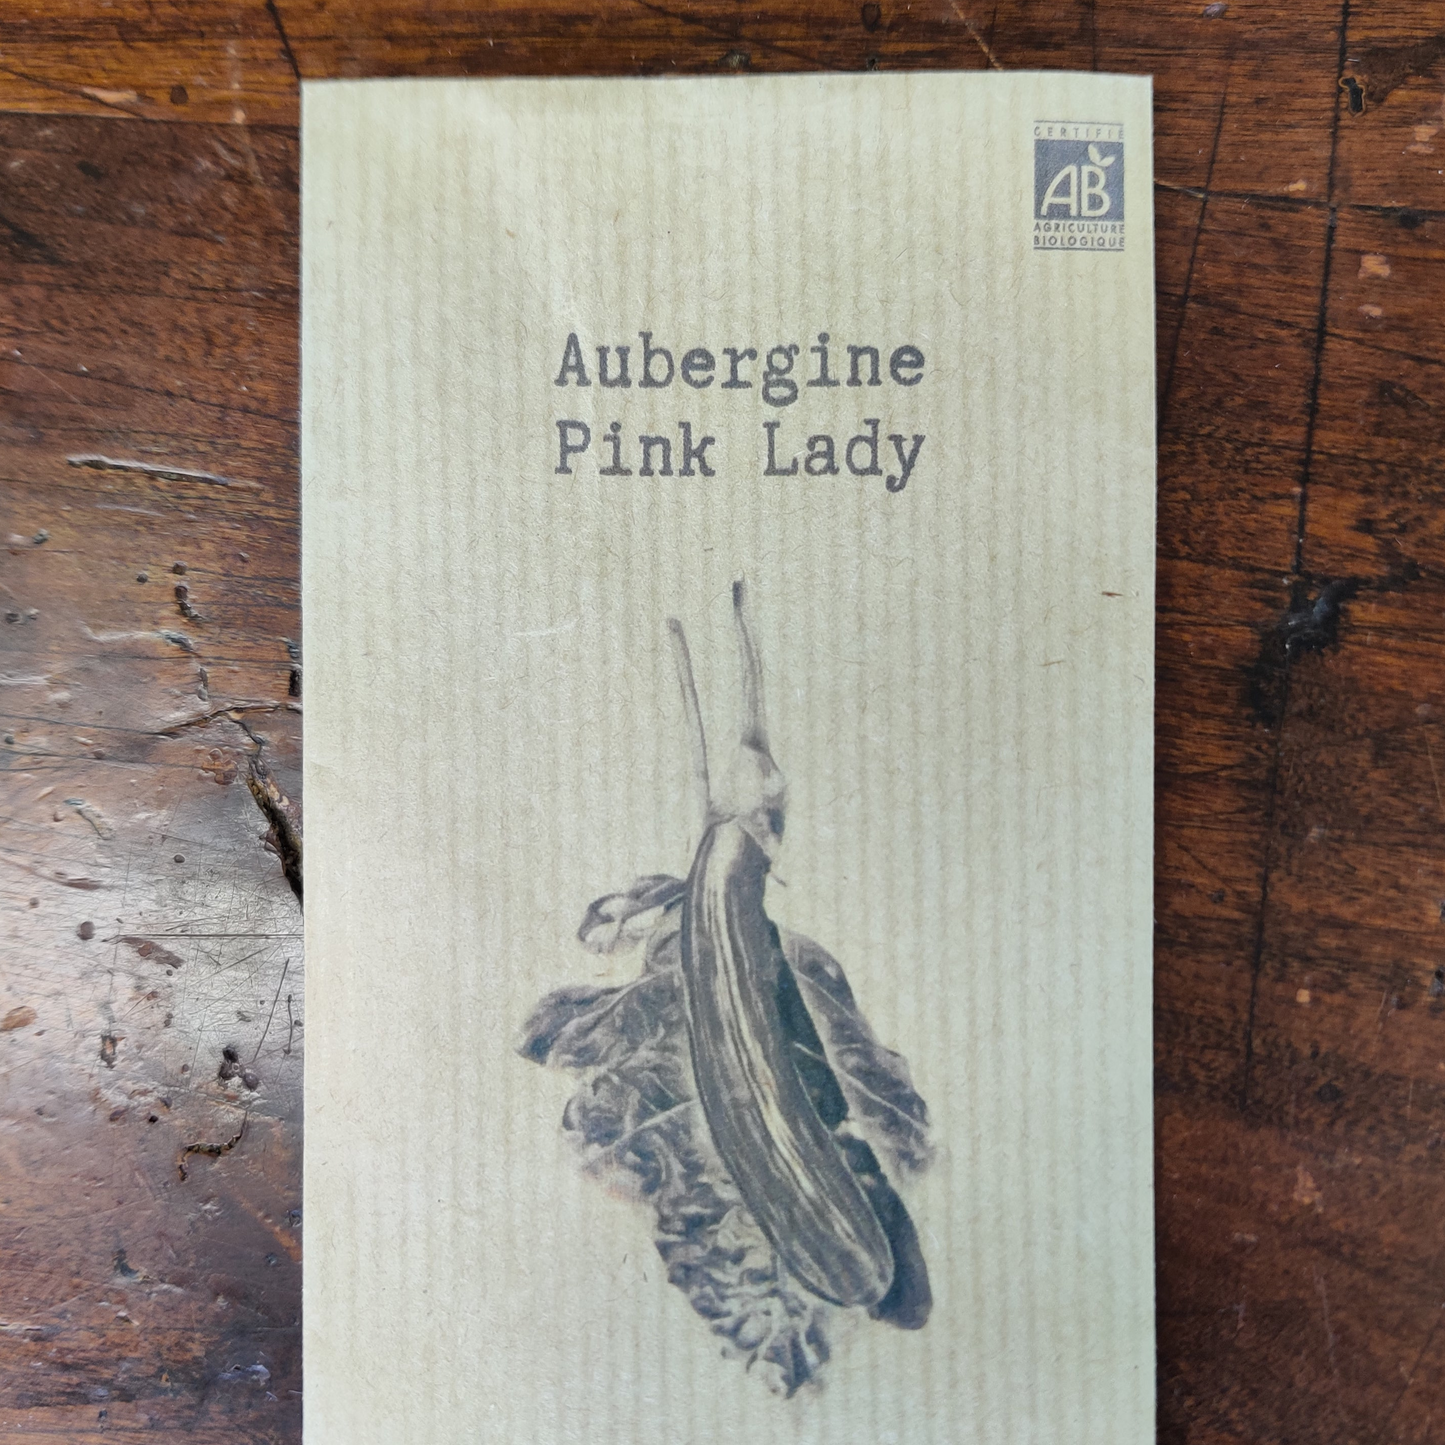 CERTIFIÉ
AB
AGRICULTURE
BIOLOGIQUE
Aubergine
Pink Lady